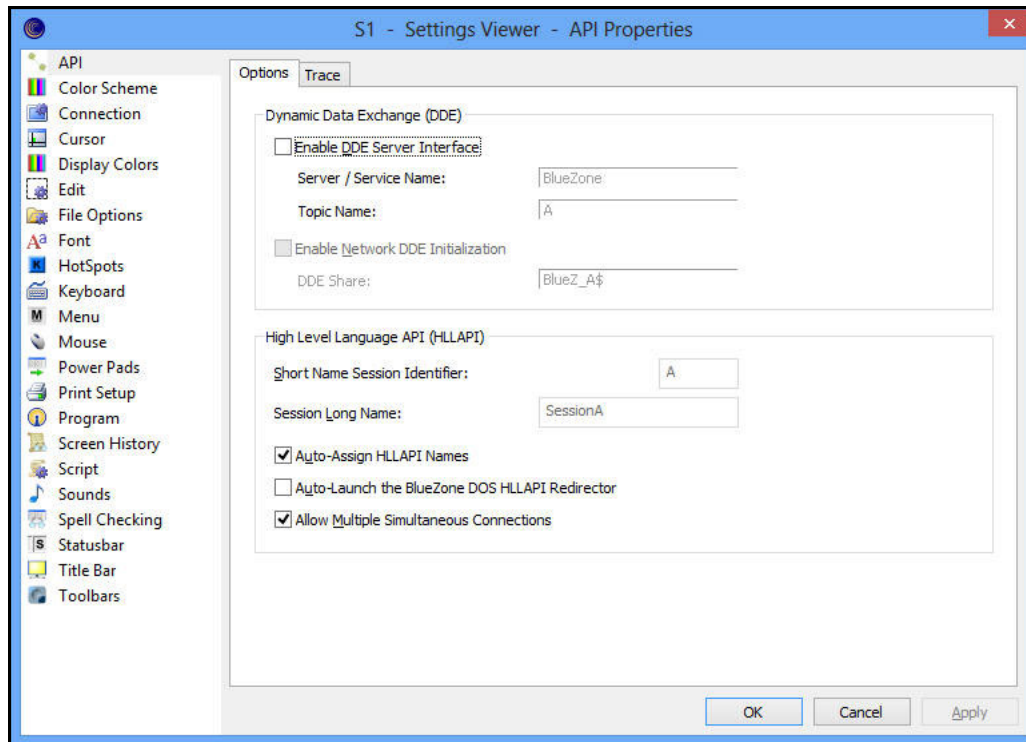 S1 - Settings Viewer - API Properties
API
Color Scheme
Connection
Cursor
Display Colors
Edit
File Options
Font
HotSpots
Keyboard
Menu
Mouse
Power Pads
Print Setup
Program
Screen History
Script
Sounds
Spell Checking
Statusbar
Title Bar
Toolbars
Options Trace
Dynamic Data Exchange (DDE)
Enable DDE Server Interface
Server / Service Name: BlueZone
Topic Name: A
Enable Network DDE Initialization
DDE Share: BlueZ_A$
High Level Language API (HLLAPI)
Short Name Session Identifier: A
Session Long Name: SessionA
Auto-Assign HLLAPI Names
Auto-Launch the BlueZone DOS HLLAPI Redirector
Allow Multiple Simultaneous Connections
OK Cancel Apply